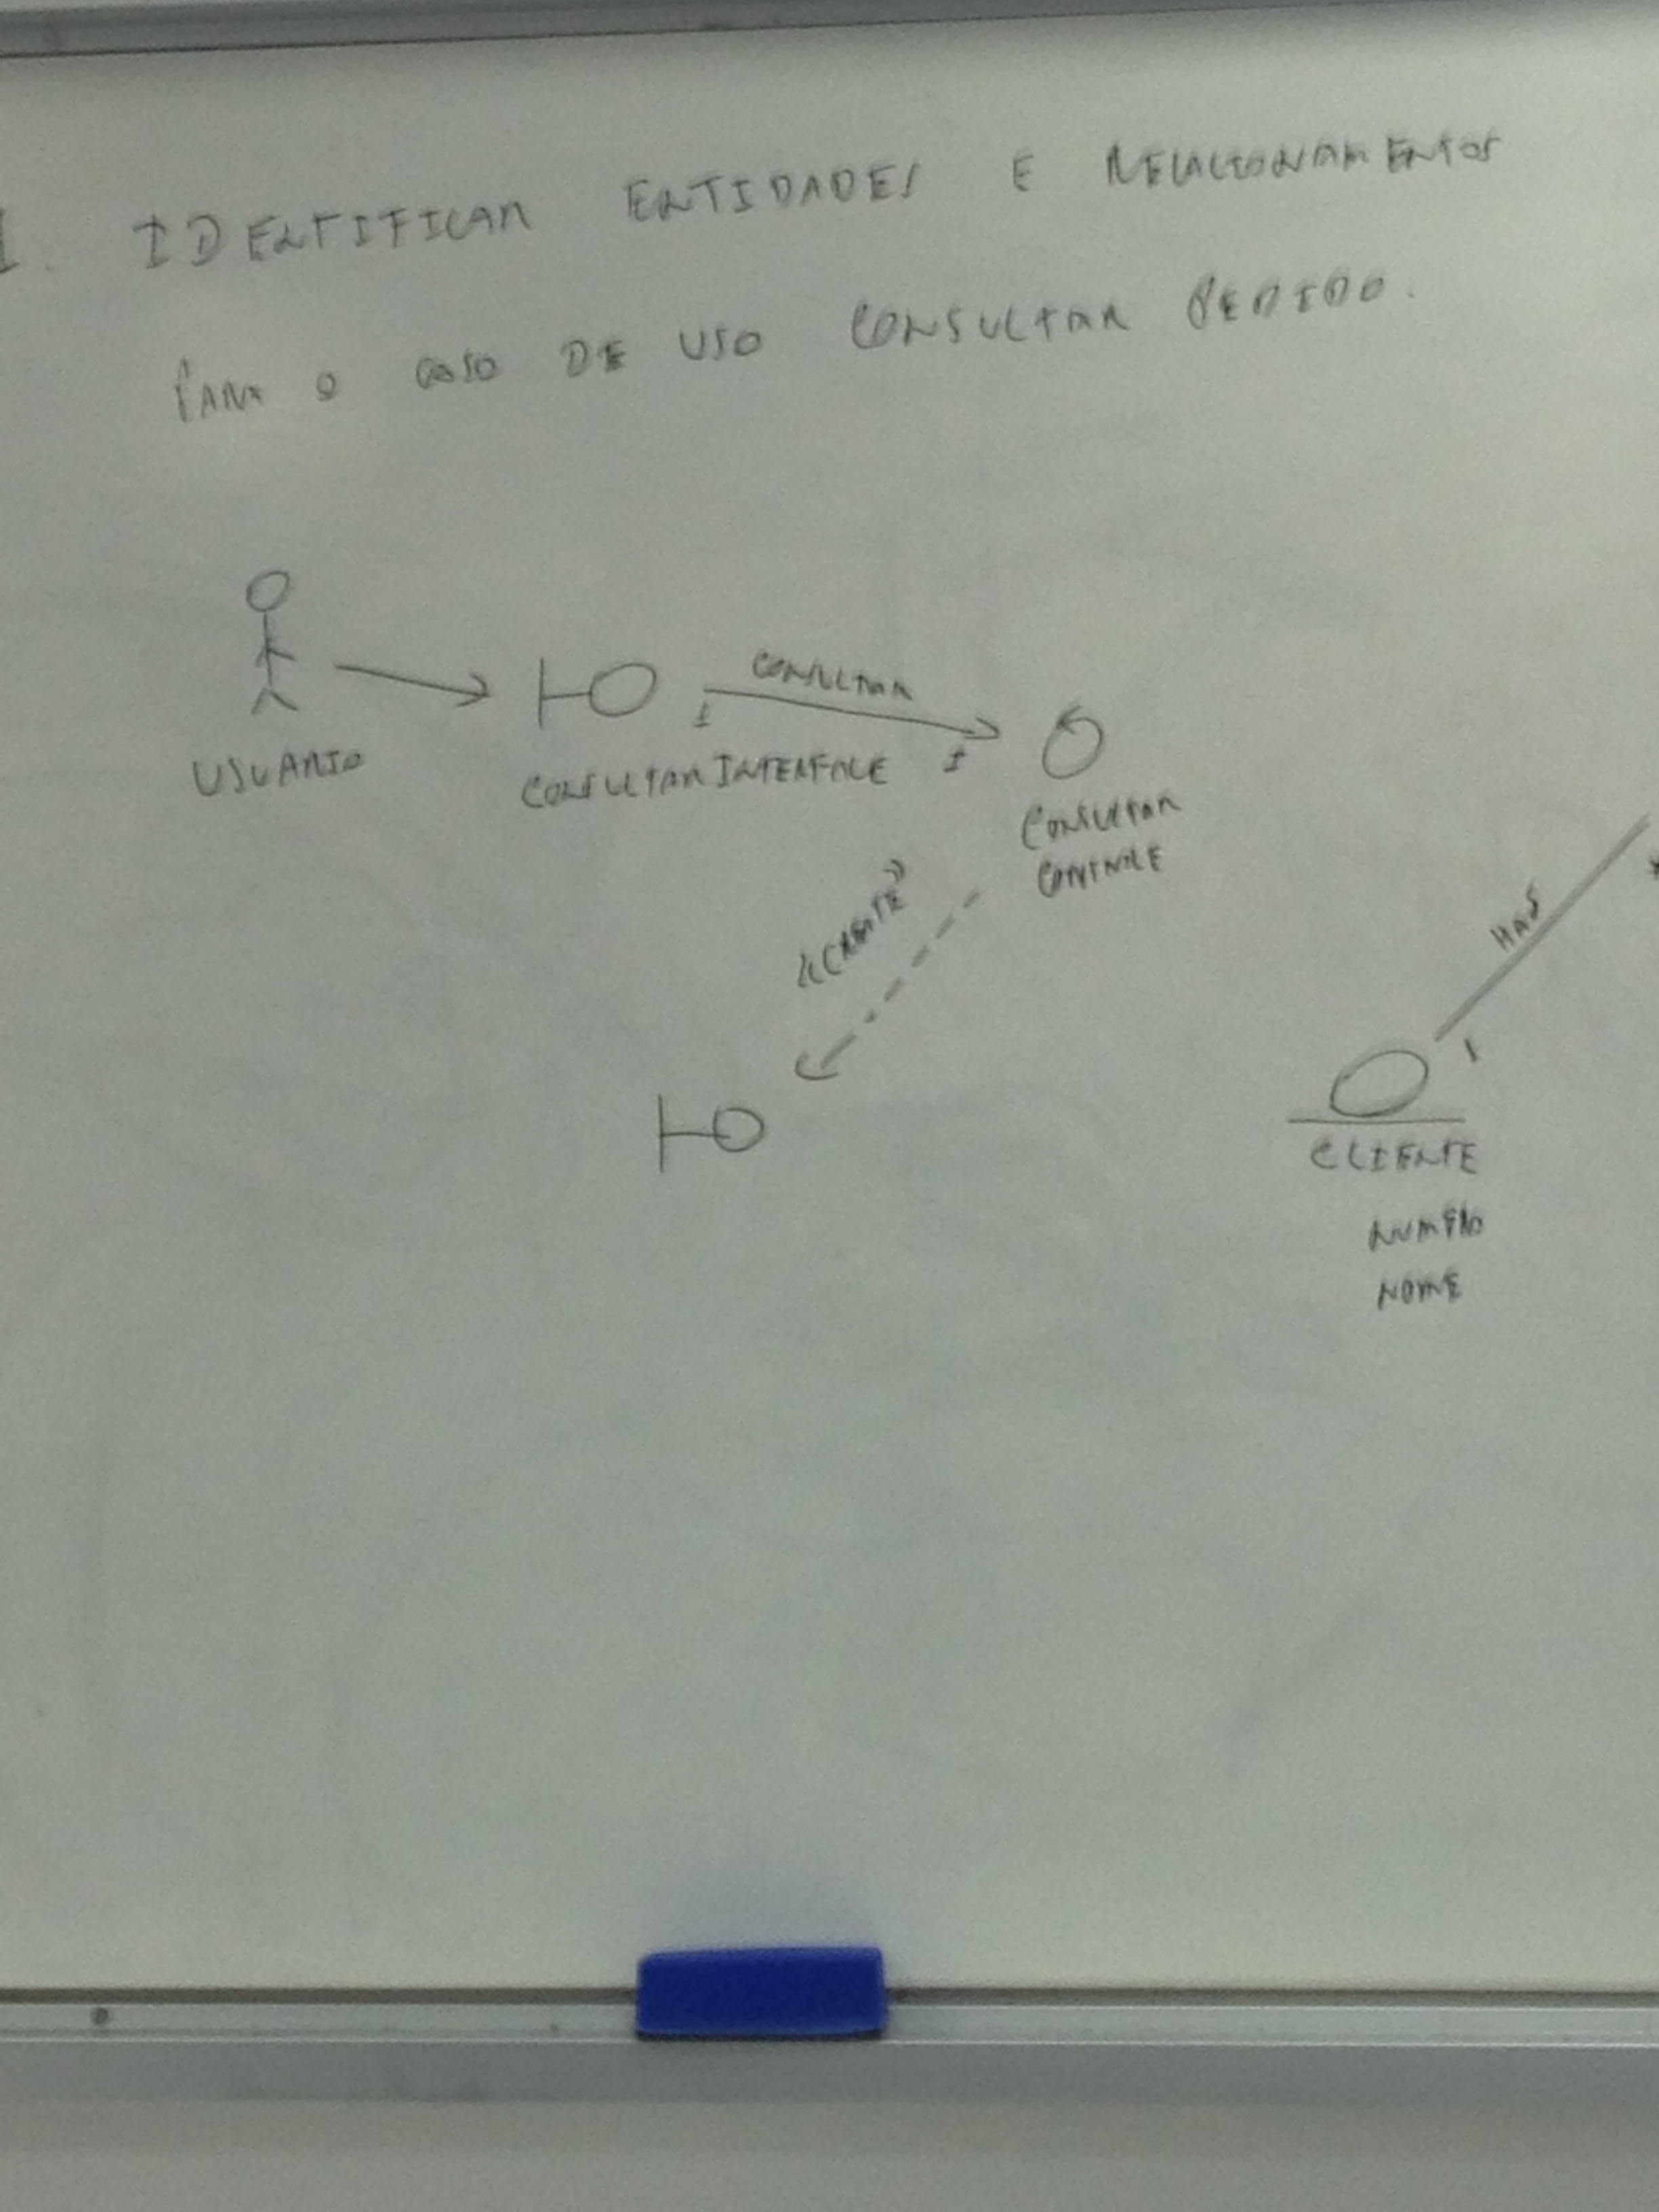 1. IDENTIFICAR ENTIDADES E RELACIONAMENTOS
PARA O CASO DE USO CONSULTAR PEDIDO.
CONSULTAR
1
1
USUARIO
CONSULTARINTERFACE
CONSULTAR
CONTROLE
«CREATE»
HAS
*
1
CLIENTE
NUMERO
NOME